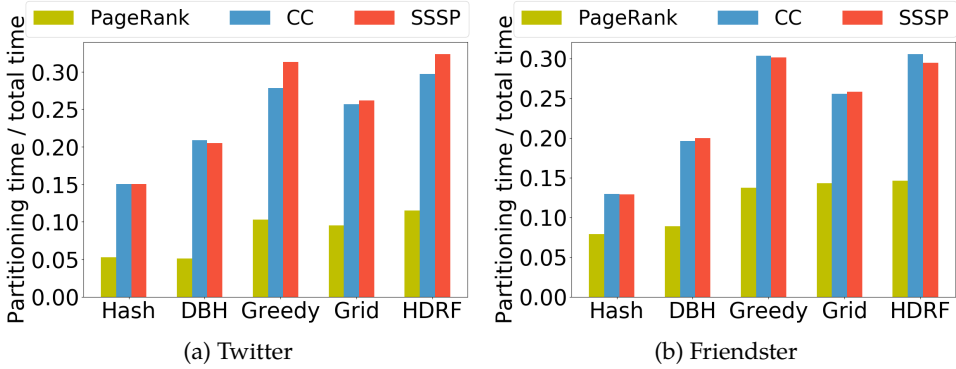 PageRank CC SSSP
Partitioning time / total time
0.30
0.25
0.20
0.15
0.10
0.05
0.00
Hash DBH Greedy Grid HDRF
(a) Twitter
PageRank CC SSSP
Partitioning time / total time
0.30
0.25
0.20
0.15
0.10
0.05
0.00
Hash DBH Greedy Grid HDRF
(b) Friendster